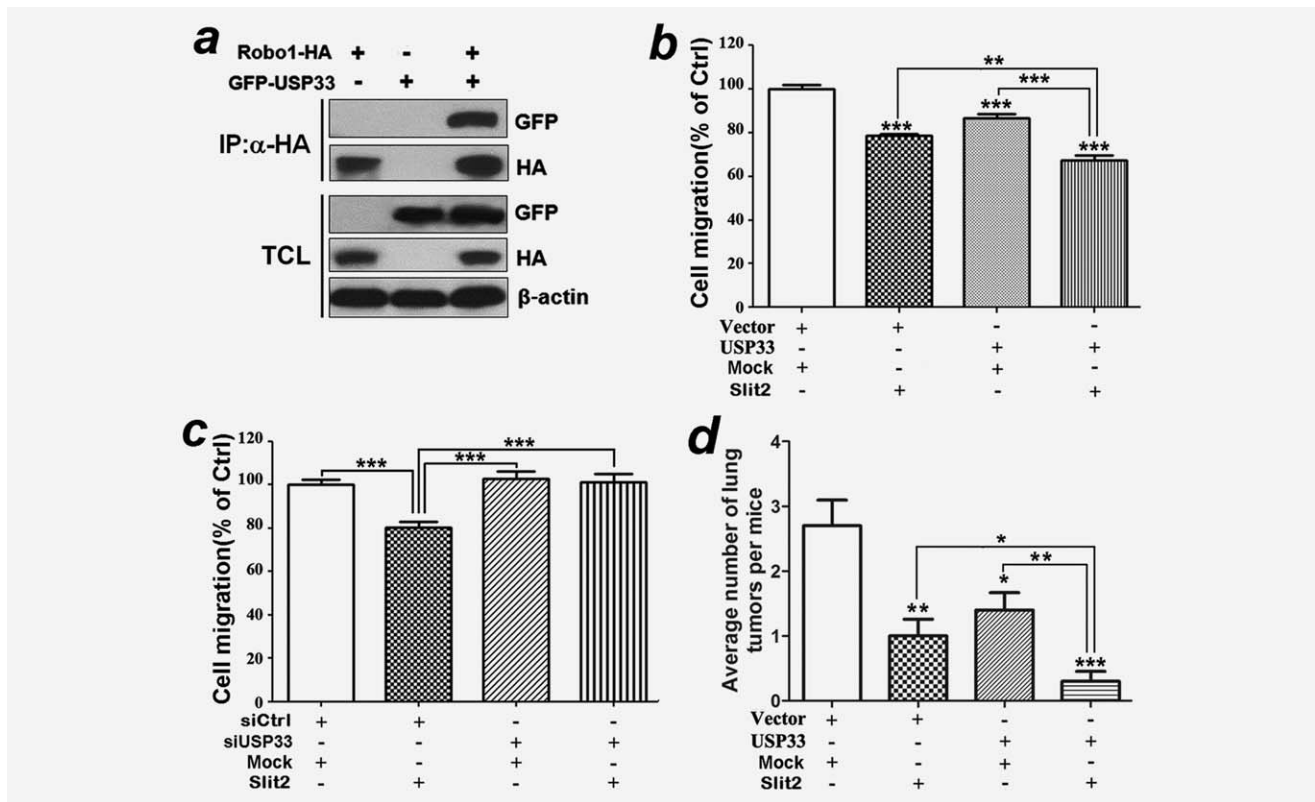 a
Robo1-HA + - +
GFP-USP33 - + +
IP:α-HA
GFP
HA
TCL
GFP
HA
β-actin
b
Cell migration(% of Ctrl)
120
100
80
60
40
20
0
**
***
***
***
***
Vector + + - -
USP33 - - + +
Mock + - + -
Slit2 - + - +
c
Cell migration(% of Ctrl)
120
100
80
60
40
20
0
***
***
***
siCtrl + + - -
siUSP33 - - + +
Mock + - + -
Slit2 - + - +
d
Average number of lung
tumors per mice
4
3
2
1
0
*
**
*
**
***
Vector + + - -
USP33 - - + +
Mock + - + -
Slit2 - + - +